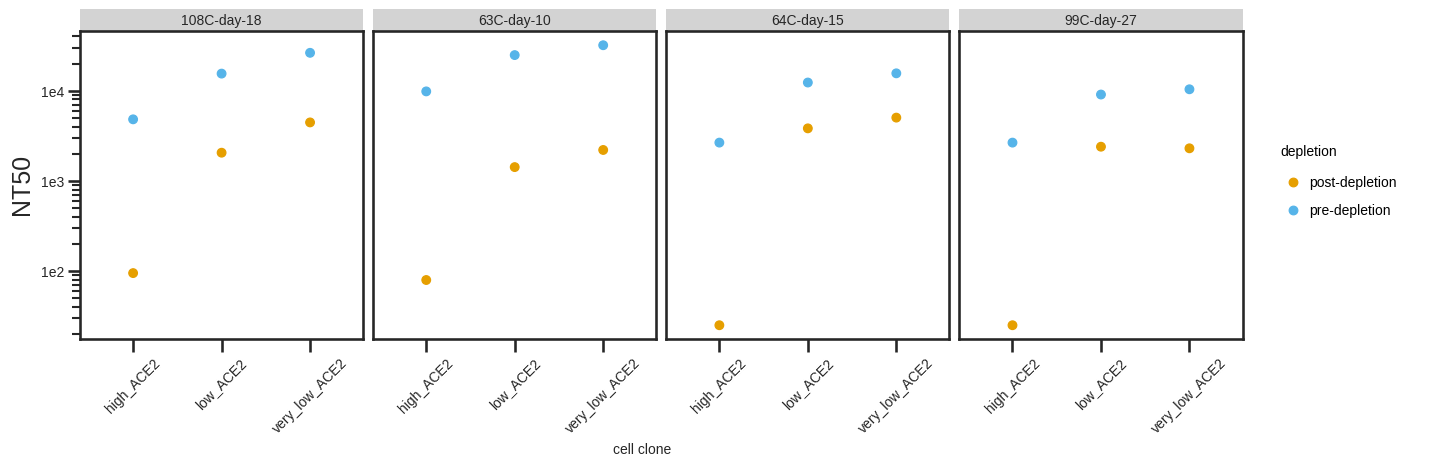 108C-day-18
63C-day-10
64C-day-15
99C-day-27
NT50
1e4
1e3
1e2
high_ACE2
low_ACE2
very_low_ACE2
high_ACE2
low_ACE2
very_low_ACE2
high_ACE2
low_ACE2
very_low_ACE2
high_ACE2
low_ACE2
very_low_ACE2
cell clone
depletion
post-depletion
pre-depletion